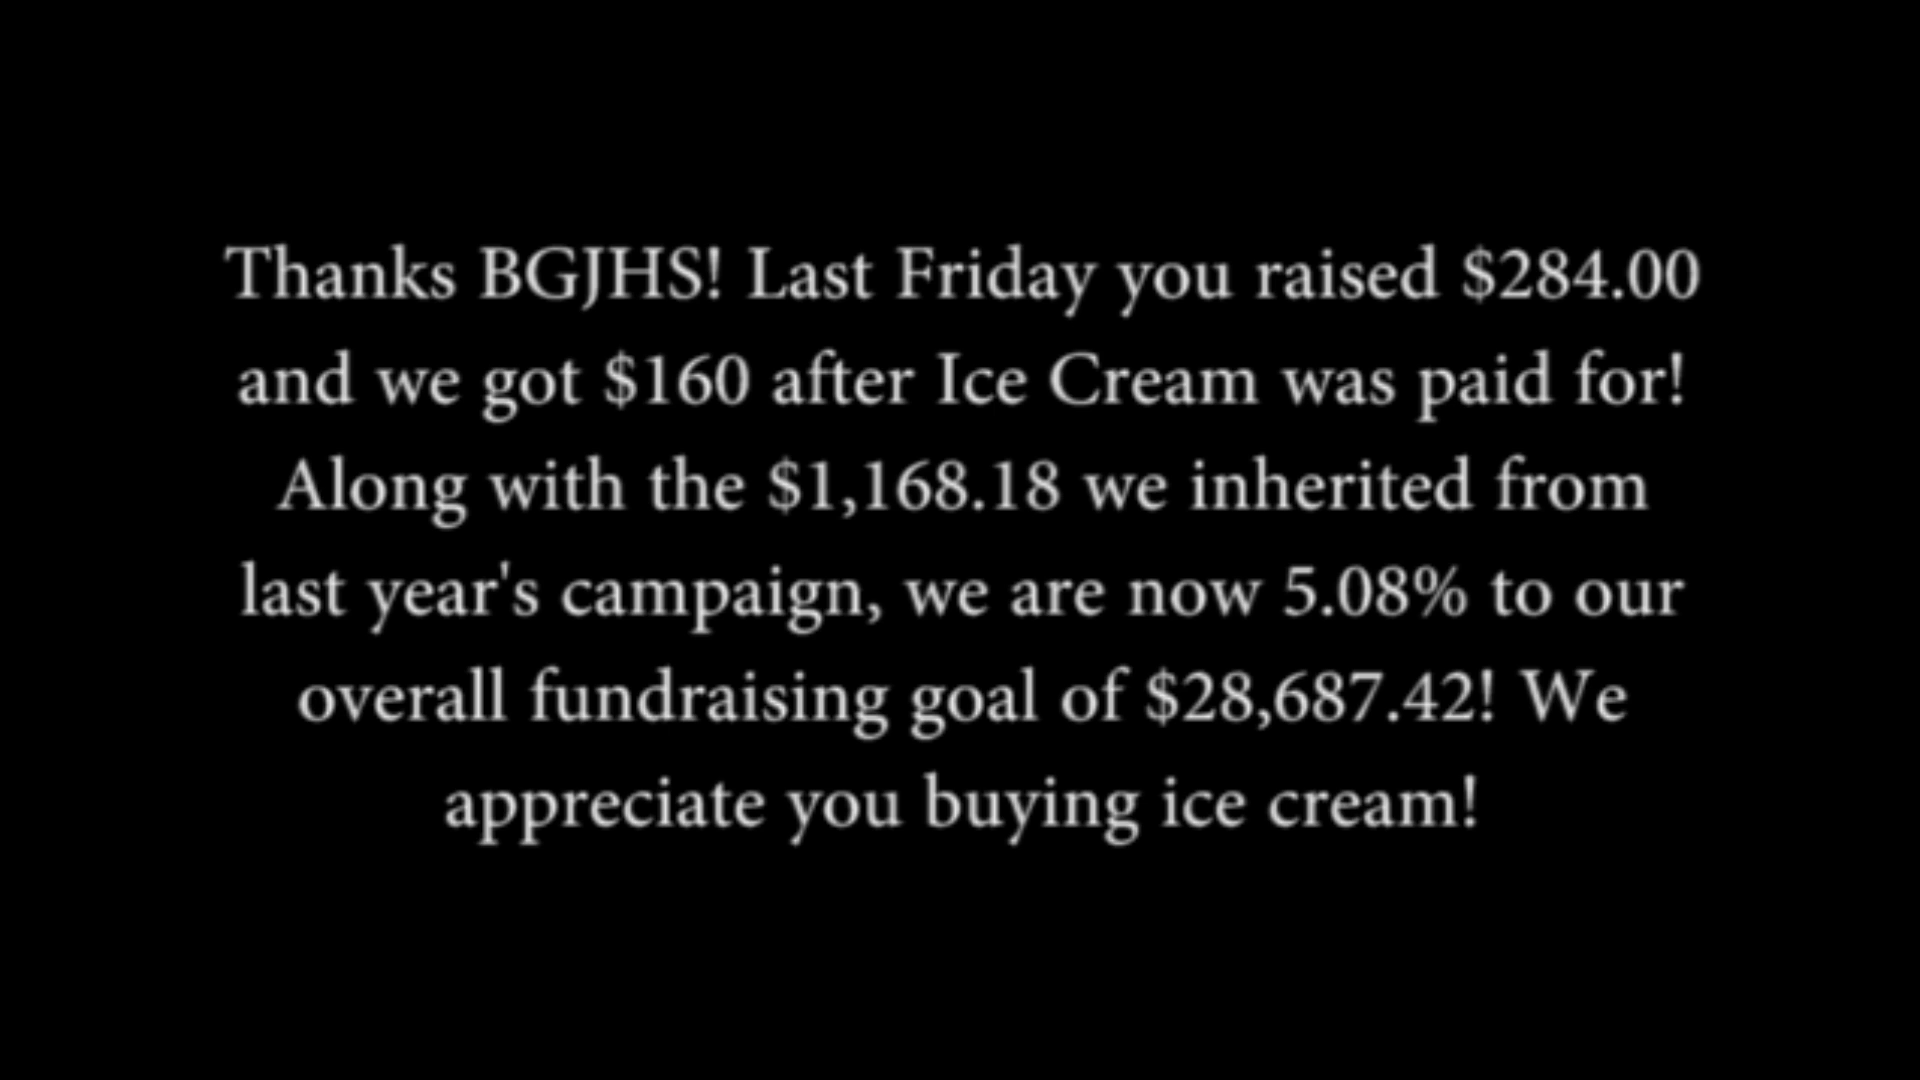 Thanks BGJHS! Last Friday you raised $284.00
and we got $160 after Ice Cream was paid for!
Along with the $1,168.18 we inherited from
last year's campaign, we are now 5.08% to our
overall fundraising goal of $28,687.42! We
appreciate you buying ice cream!